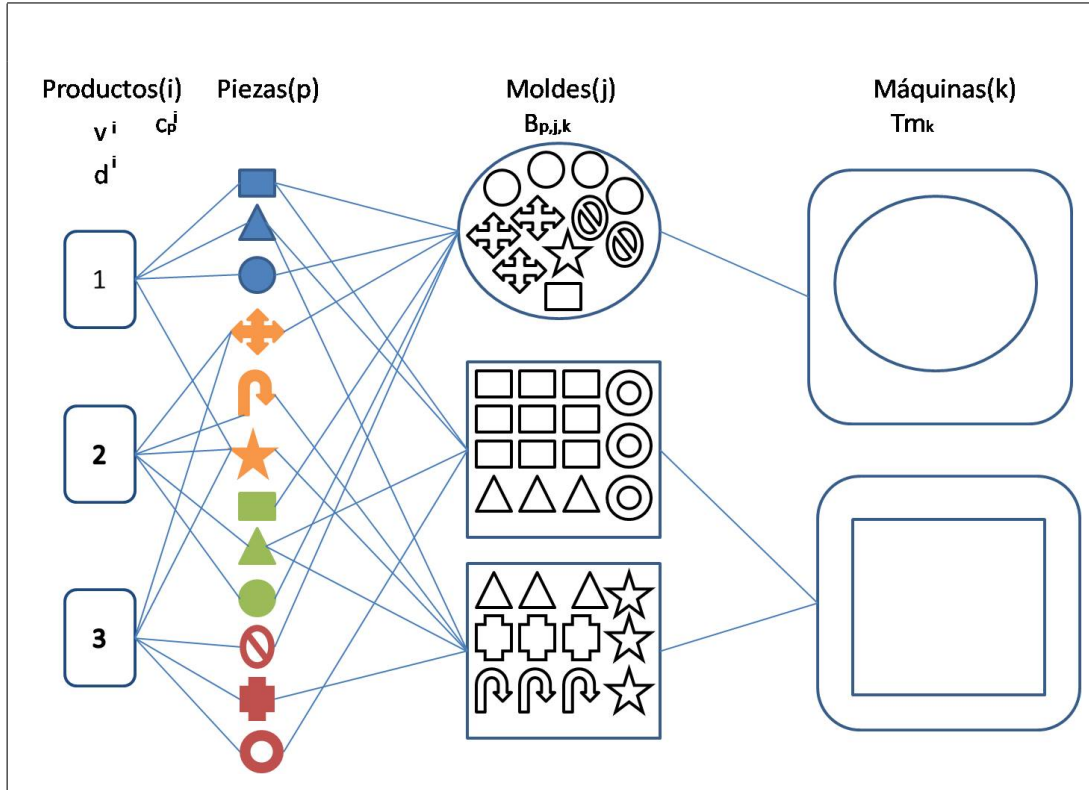 Productos(i) Piezas(p) Moldes(j) Máquinas(k)
v i c p i B p,j,k Tm k
d i
1
2
3